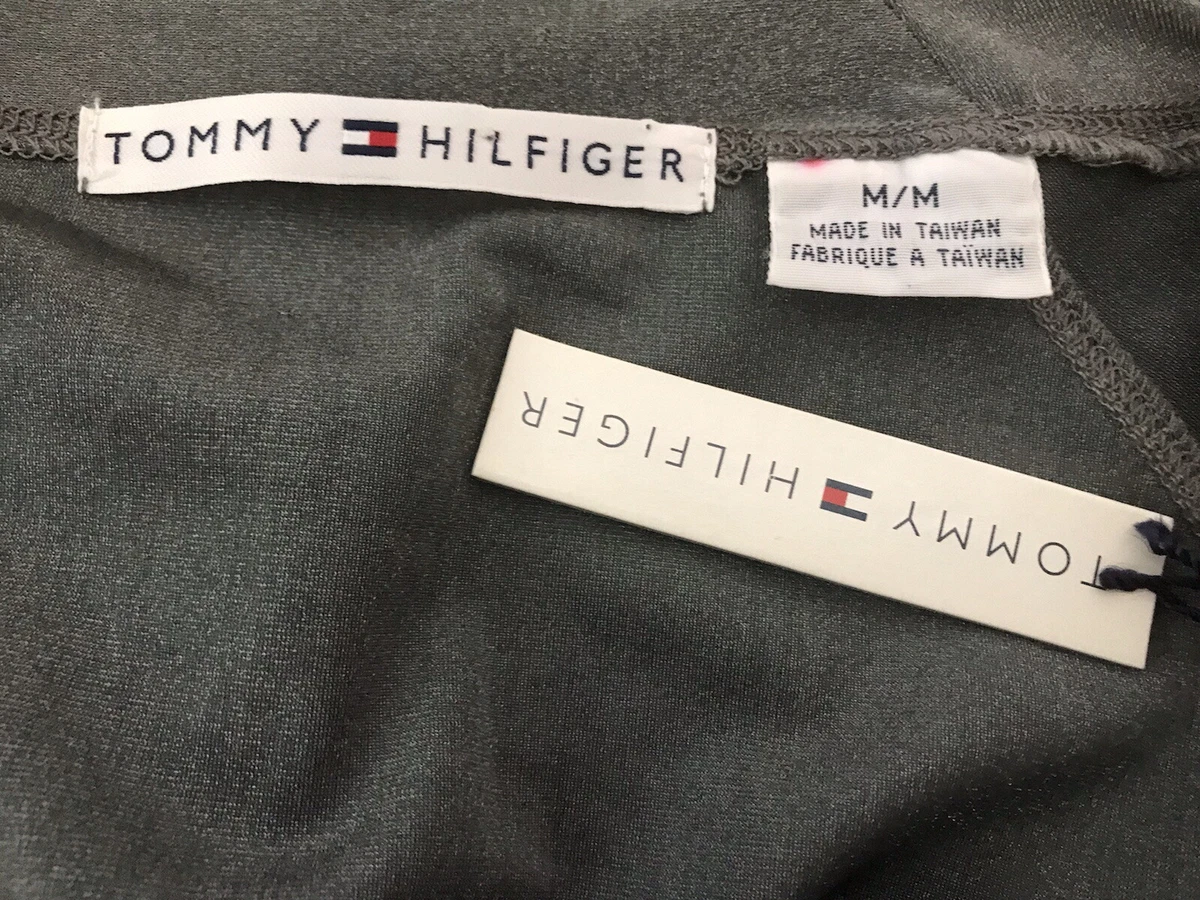 TOMMY HILFIGER
M/M
MADE IN TAIWAN
FABRIQUE A TAÏWAN
TOMMY HILFIGER